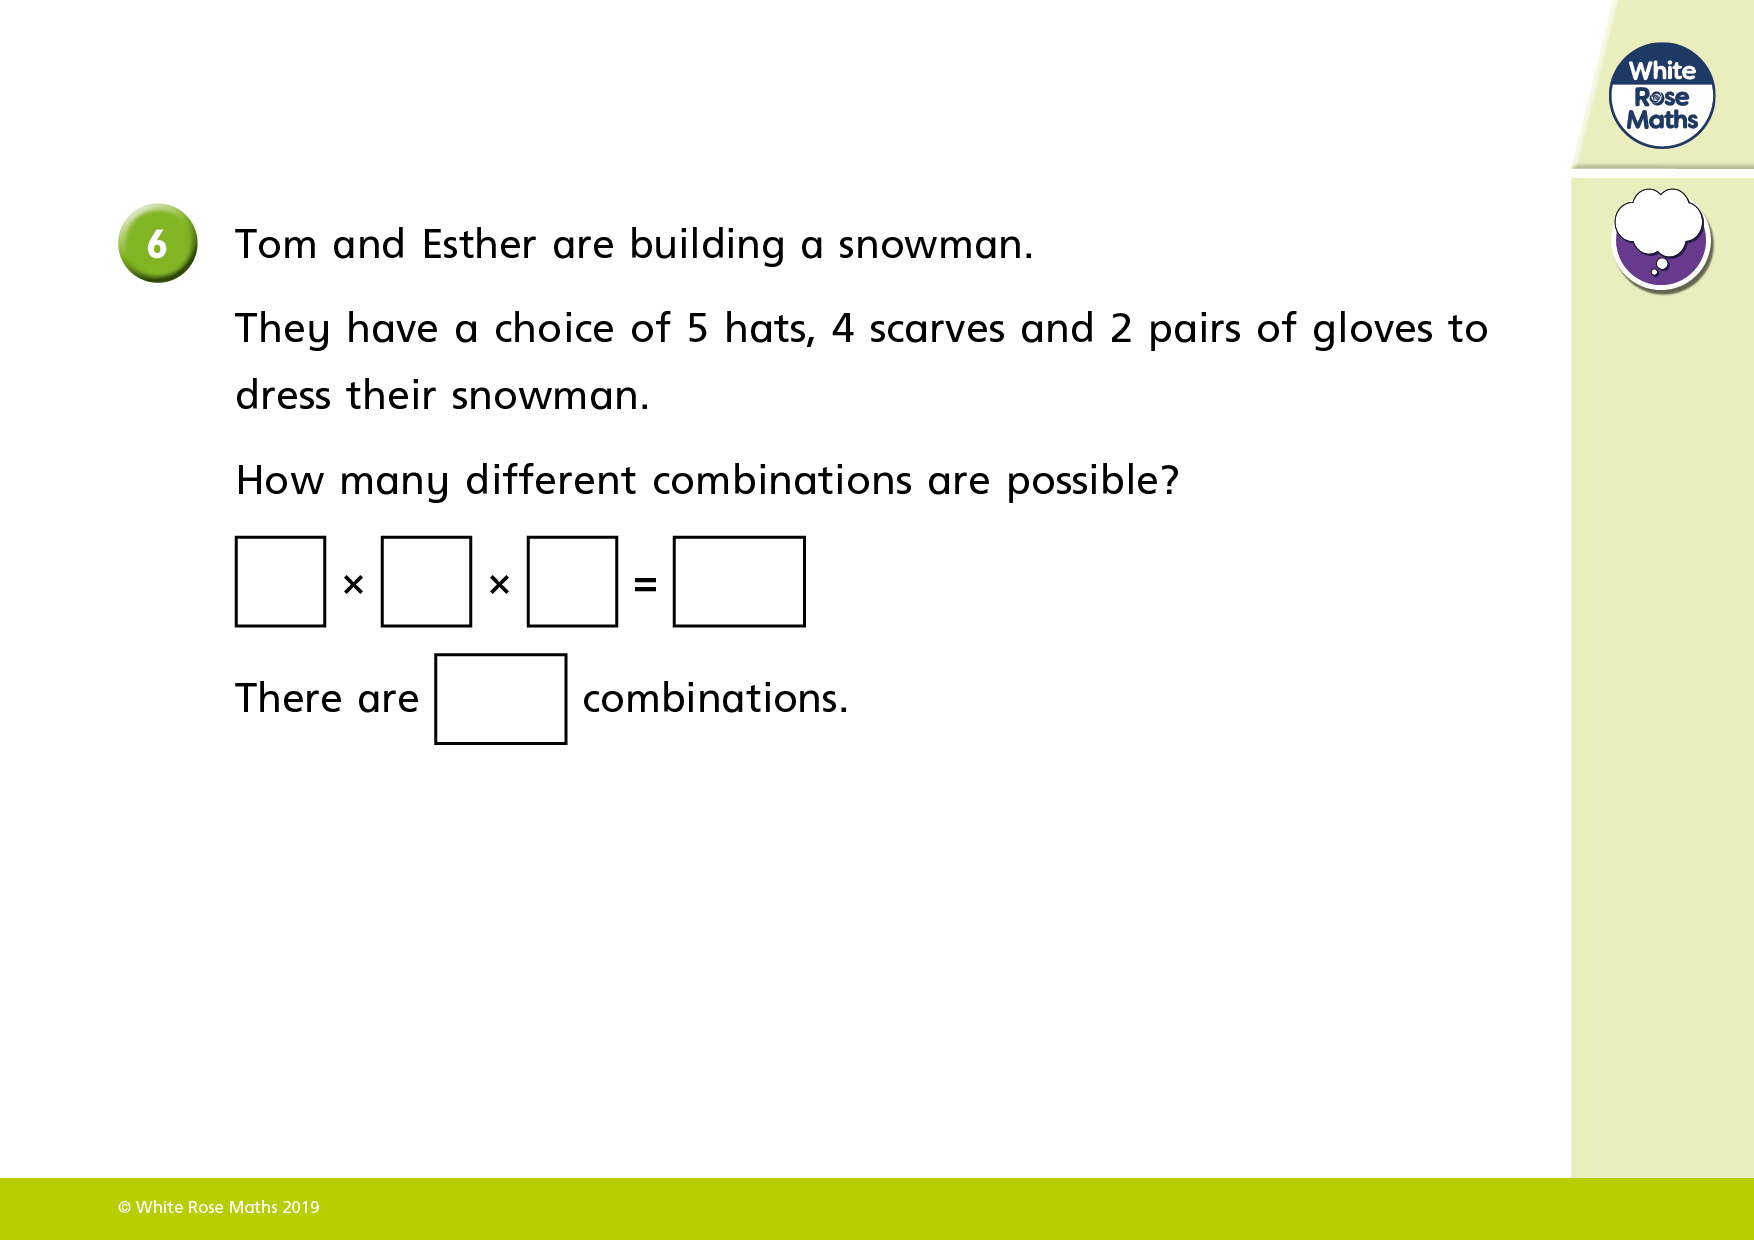 White
Rose
Maths
6 Tom and Esther are building a snowman.
They have a choice of 5 hats, 4 scarves and 2 pairs of gloves to
dress their snowman.
How many different combinations are possible?
× × =
There are combinations.
© White Rose Maths 2019